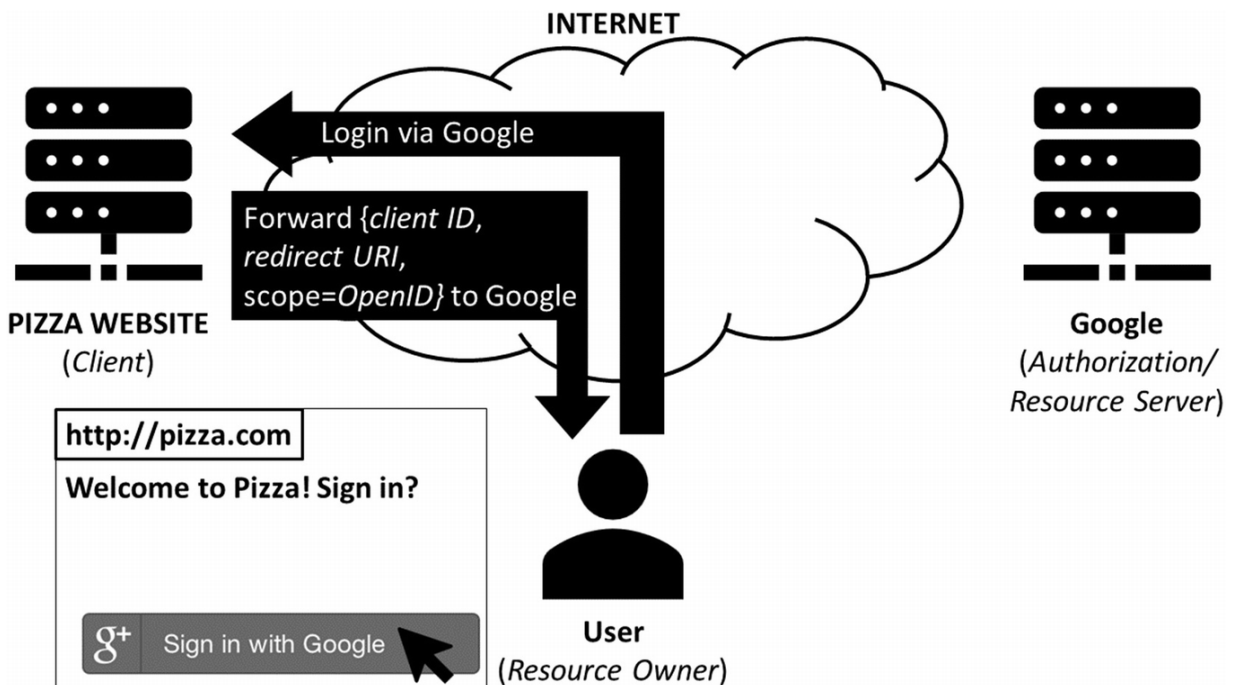 INTERNET
Login via Google
Forward {client ID,
redirect URI,
scope=OpenID} to Google
PIZZA WEBSITE
(Client)
Google
(Authorization/
Resource Server)
http://pizza.com
Welcome to Pizza! Sign in?
g+ Sign in with Google
User
(Resource Owner)